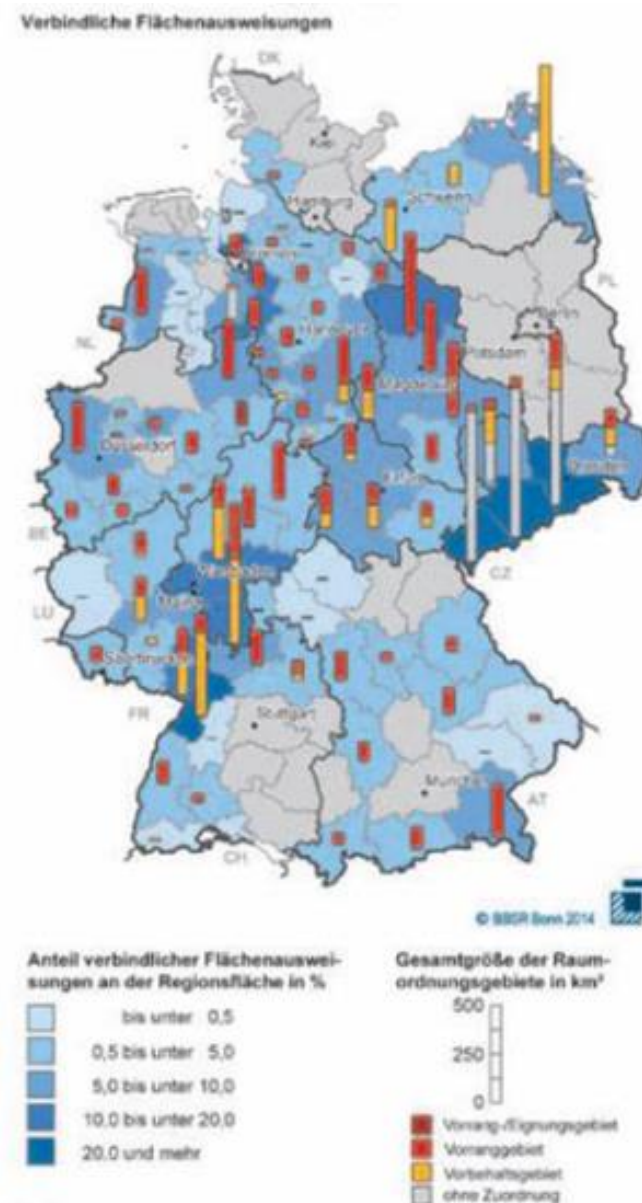 Verbindliche Flächenausweisungen
DK
Kiel
Hamburg
Schwerin
Bremen
PL
Berlin
NL
Hannover
Potsdam
Magdeburg
Düsseldorf
Erfurt
Dresden
BE
Wiesbaden
CZ
Mainz
LU
Saarbrücken
FR
Stuttgart
München
AT
CH
© BBSR Bonn 2014
Anteil verbindlicher Flächenauswei-
sungen an der Regionsfläche in %
bis unter 0,5
0,5 bis unter 5,0
5,0 bis unter 10,0
10.0 bis unter 20.0
20.0 und mehr
Gesamtgröße der Raum-
ordnungsgebiete in km²
500
250
0
Vorrang-/Eignungsgebiet
Vorranggebiet
Vorbehaltsgebiet
ohne Zuordnung